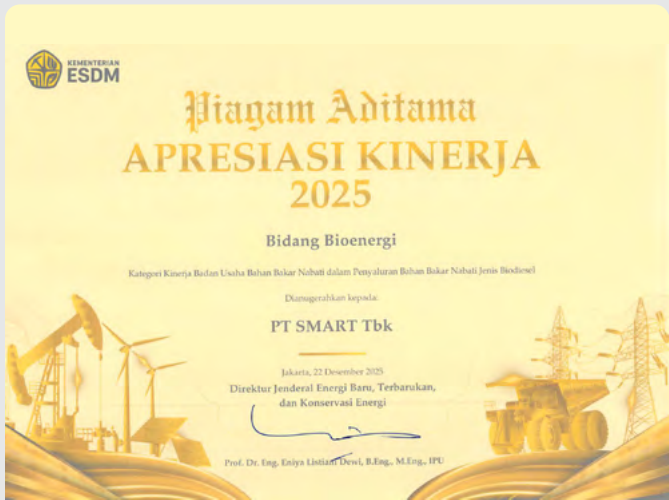 KEMENTERIAN
ESDM
Piagam Aditama
APRESIASI KINERJA
2025
Bidang Bioenergi
Kategori Kinerja Badan Usaha Bahan Bakar Nabati dalam Penyaluran Bahan Bakar Nabati Jenis Biodiesel
Dianugerahkan kepada:
PT SMART Tbk
Jakarta, 22 Desember 2025
Direktur Jenderal Energi Baru, Terbarukan,
dan Konservasi Energi
Prof. Dr. Eng. Eniya Listiani Dewi, B.Eng., M.Eng., IPU